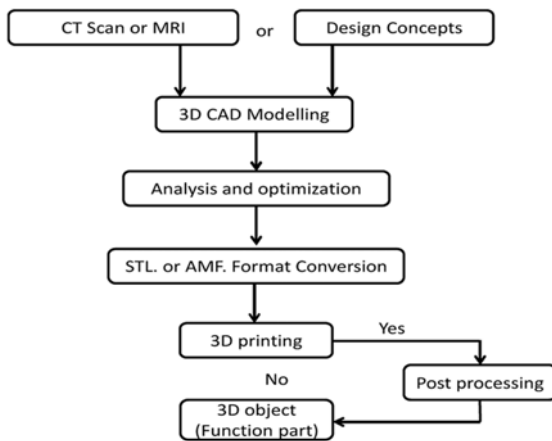 CT Scan or MRI
or
Design Concepts
3D CAD Modelling
Analysis and optimization
STL. or AMF. Format Conversion
3D printing
Yes
No
Post processing
3D object
(Function part)